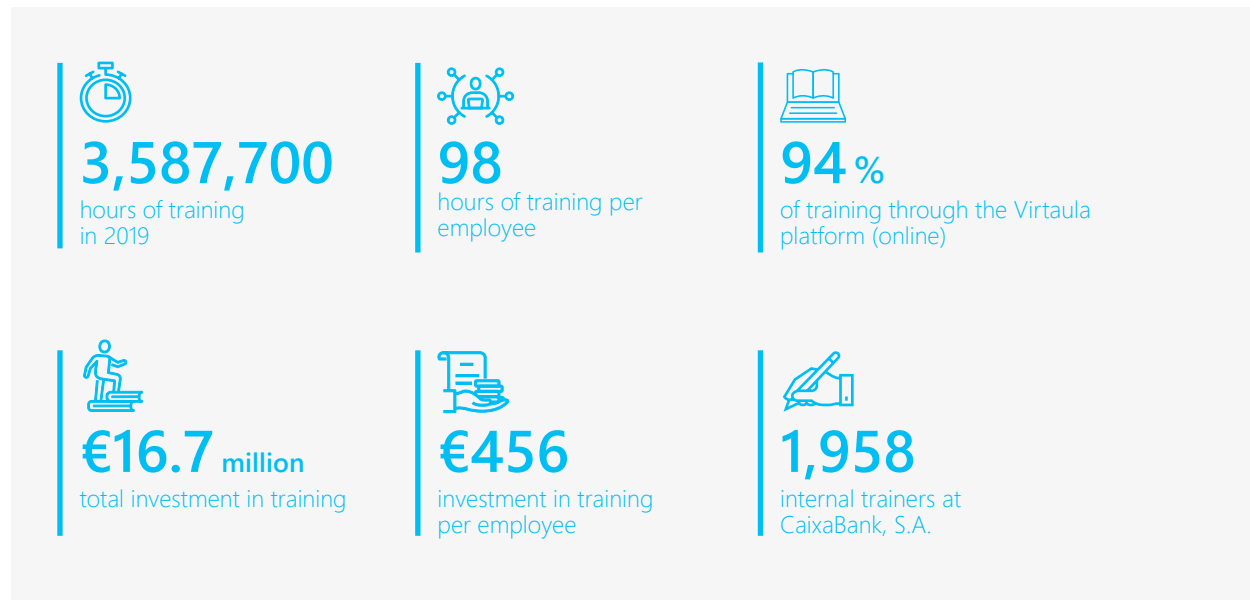 3,587,700
hours of training
in 2019
98
hours of training per
employee
94 %
of training through the Virtaula
platform (online)
€16.7 million
total investment in training
€456
investment in training
per employee
1,958
internal trainers at
CaixaBank, S.A.